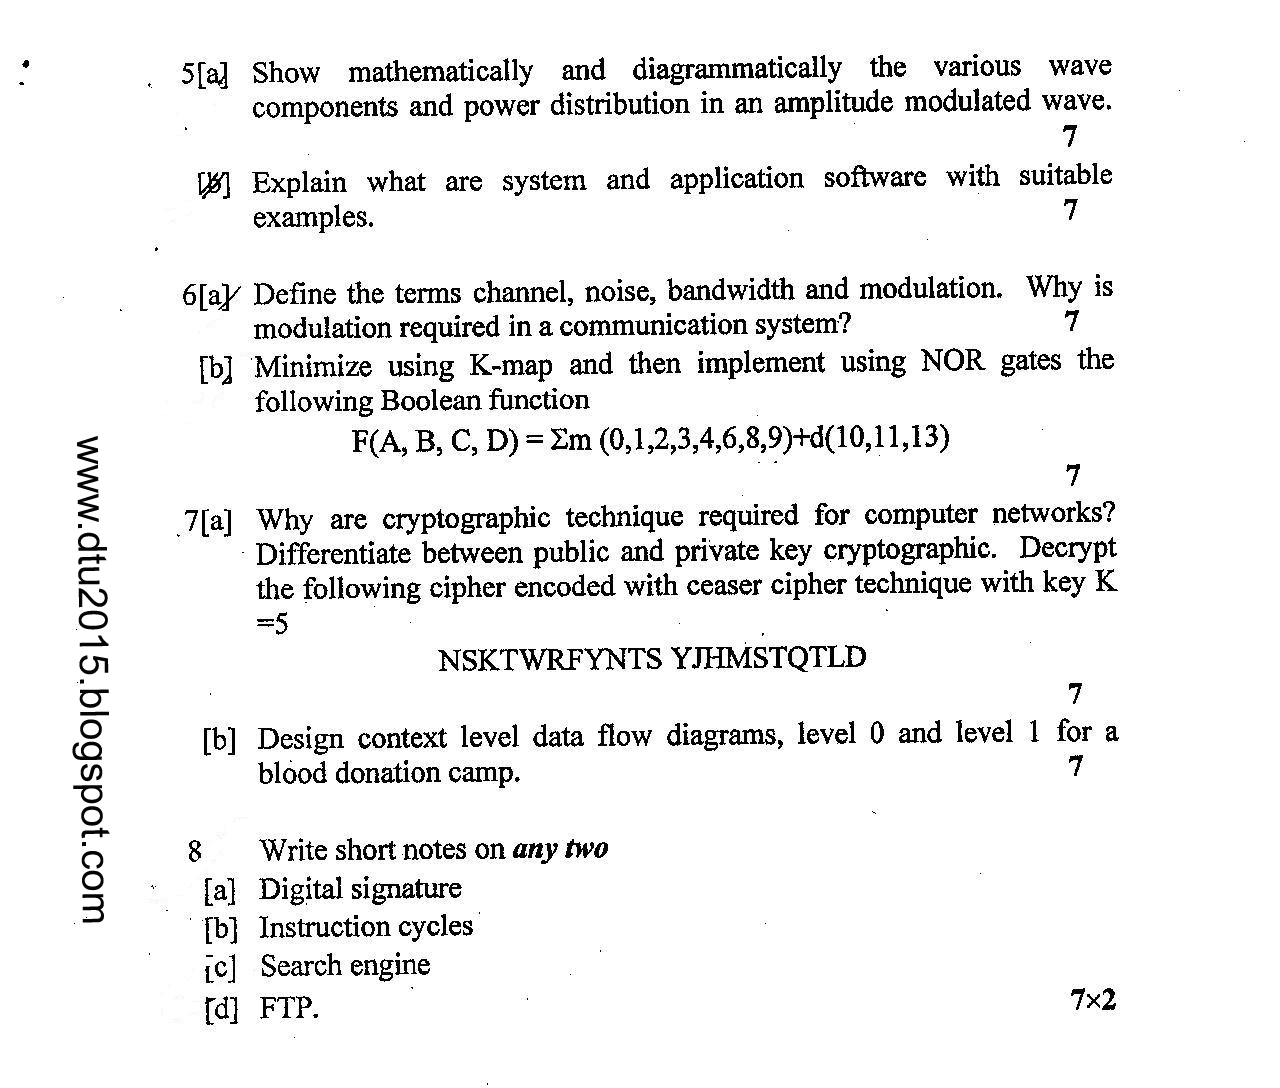 5[a] Show mathematically and diagrammatically the various wave
components and power distribution in an amplitude modulated wave.
7
[b] Explain what are system and application software with suitable
examples. 7
6[a] Define the terms channel, noise, bandwidth and modulation. Why is
modulation required in a communication system? 7
[b] Minimize using K-map and then implement using NOR gates the
following Boolean function
F(A, B, C, D) = Σm (0,1,2,3,4,6,8,9)+d(10,11,13)
7
7[a] Why are cryptographic technique required for computer networks?
Differentiate between public and private key cryptographic. Decrypt
the following cipher encoded with ceaser cipher technique with key K
=5
NSKTWRFYNTS YJHMSTQTLD
7
[b] Design context level data flow diagrams, level 0 and level 1 for a
blood donation camp. 7
8 Write short notes on any two
[a] Digital signature
[b] Instruction cycles
[c] Search engine
[d] FTP. 7×2
www.dtu2015.blogspot.com